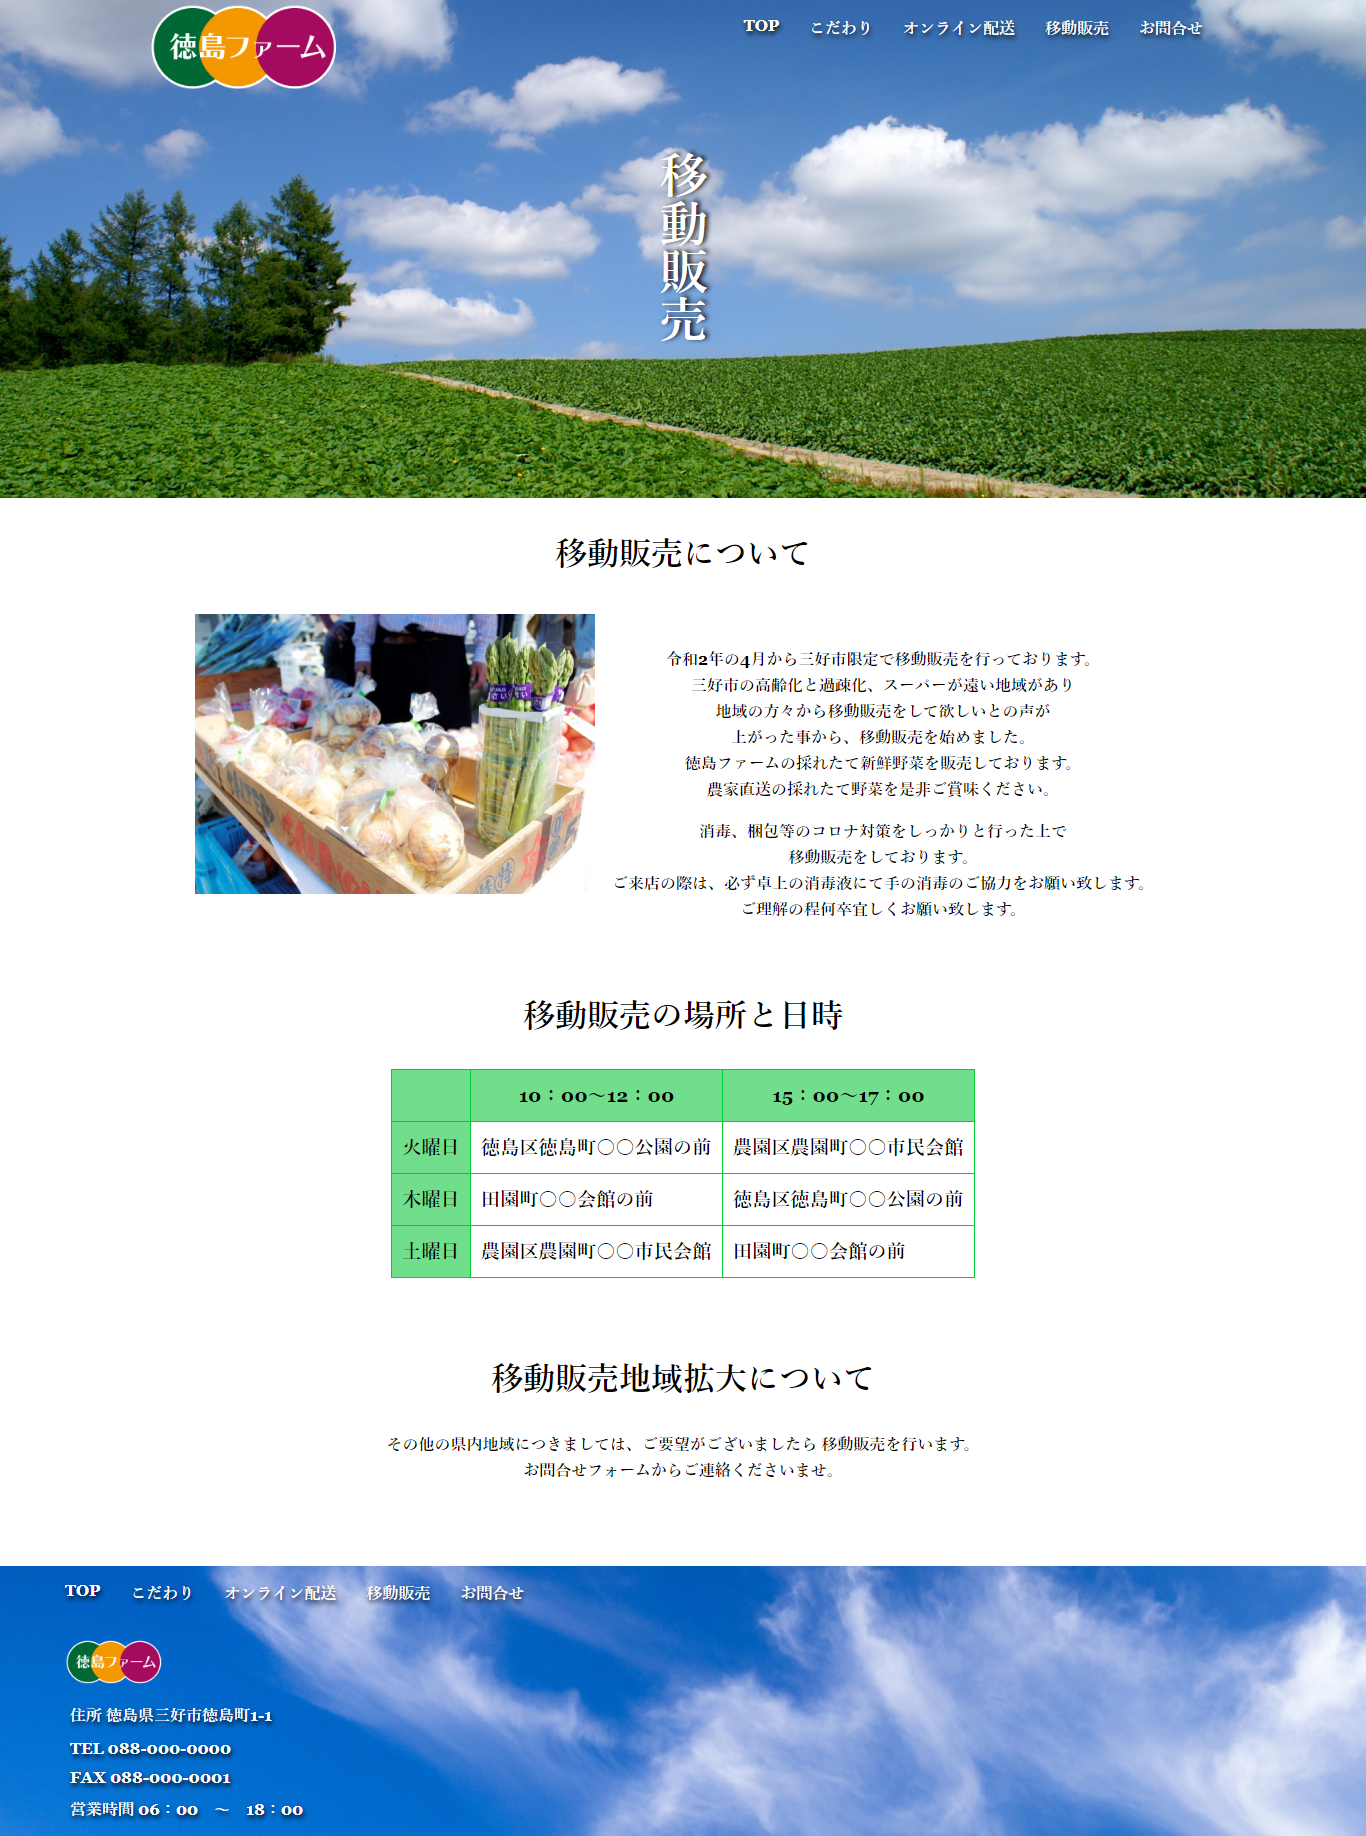 徳島ファーム
TOP こだわり オンライン配送 移動販売 お問合せ
移動販売
移動販売について
令和2年の4月から三好市限定で移動販売を行っております。
三好市の高齢化と過疎化、スーパーが遠い地域があり
地域の方々から移動販売をして欲しいとの声が
上がった事から、移動販売を始めました。
徳島ファームの採れたて新鮮野菜を販売しております。
農家直送の採れたて野菜を是非ご賞味ください。
消毒、梱包等のコロナ対策をしっかりと行った上で
移動販売をしております。
ご来店の際は、必ず卓上の消毒液にて手の消毒のご協力をお願い致します。
ご理解の程何卒宜しくお願い致します。
移動販売の場所と日時
10：00～12：00 15：00～17：00
火曜日 徳島区徳島町〇〇公園の前 農園区農園町〇〇市民会館
木曜日 田園町〇〇会館の前 徳島区徳島町〇〇公園の前
土曜日 農園区農園町〇〇市民会館 田園町〇〇会館の前
移動販売地域拡大について
その他の県内地域につきましては、ご要望がございましたら 移動販売を行います。
お問合せフォームからご連絡くださいませ。
TOP こだわり オンライン配送 移動販売 お問合せ
徳島ファーム
住所 徳島県三好市徳島町1-1
TEL 088-000-0000
FAX 088-000-0001
営業時間 06：00　～　18：00